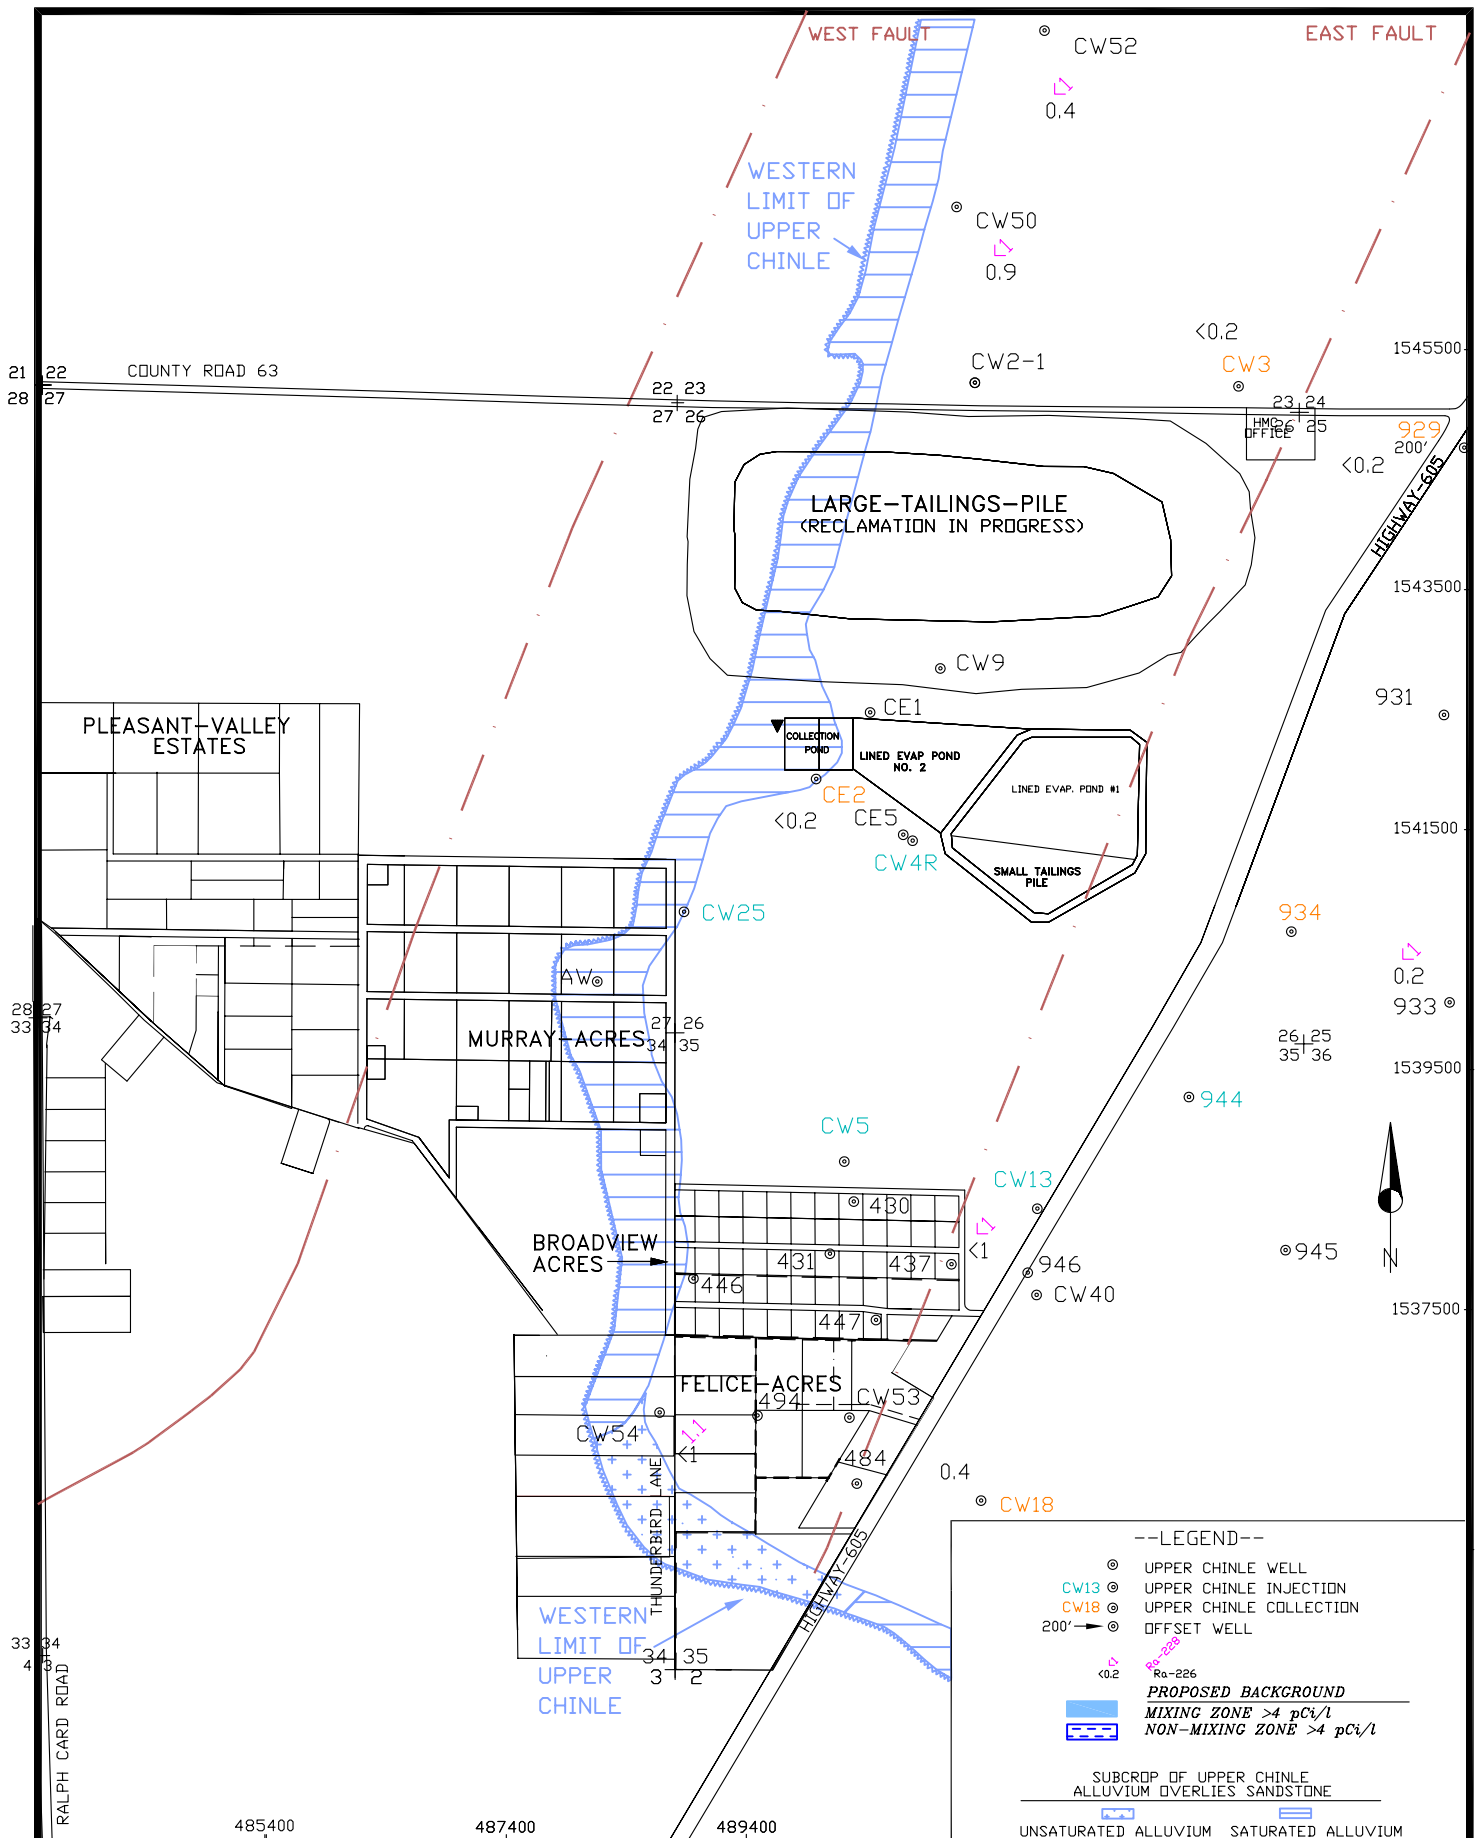 WEST FAULT
EAST FAULT
CW52
<1
0.4
WESTERN
LIMIT OF
UPPER
CHINLE
CW50
<1
0.9
<0.2
1545500
CW2-1
CW3
21 22
28 27
COUNTY ROAD 63
22 23
27 26
23 24
26 25
HMC
OFFICE
929
200'
<0.2
HIGHWAY-605
LARGE-TAILINGS-PILE
(RECLAMATION IN PROGRESS)
1543500
CW9
931
CE1
PLEASANT-VALLEY
ESTATES
COLLECTION
POND
LINED EVAP POND
NO. 2
LINED EVAP. POND #1
CE2
<0.2
CE5
1541500
CW4R
SMALL TAILINGS
PILE
CW25
934
<1
0.2
AW
933
28 27
33 34
MURRAY-ACRES
27 26
34 35
26 25
35 36
1539500
944
CW5
CW13
430
<1
<1
BROADVIEW
ACRES
431
437
945
946
446
CW40
447
1537500
FELICE-ACRES
494
CW53
CW54
1.1
<1
484
0.4
CW18
THUNDERBIRD LANE
HIGHWAY-605
WESTERN
LIMIT OF
UPPER
CHINLE
33 34
4 3
34 35
3 2
RALPH CARD ROAD
N
--LEGEND--
UPPER CHINLE WELL
CW13 UPPER CHINLE INJECTION
CW18 UPPER CHINLE COLLECTION
200' OFFSET WELL
<1 Ra-228
<0.2 Ra-226
PROPOSED BACKGROUND
MIXING ZONE >4 pCi/l
NON-MIXING ZONE >4 pCi/l
SUBCROP OF UPPER CHINLE
ALLUVIUM OVERLIES SANDSTONE
UNSATURATED ALLUVIUM SATURATED ALLUVIUM
485400
487400
489400